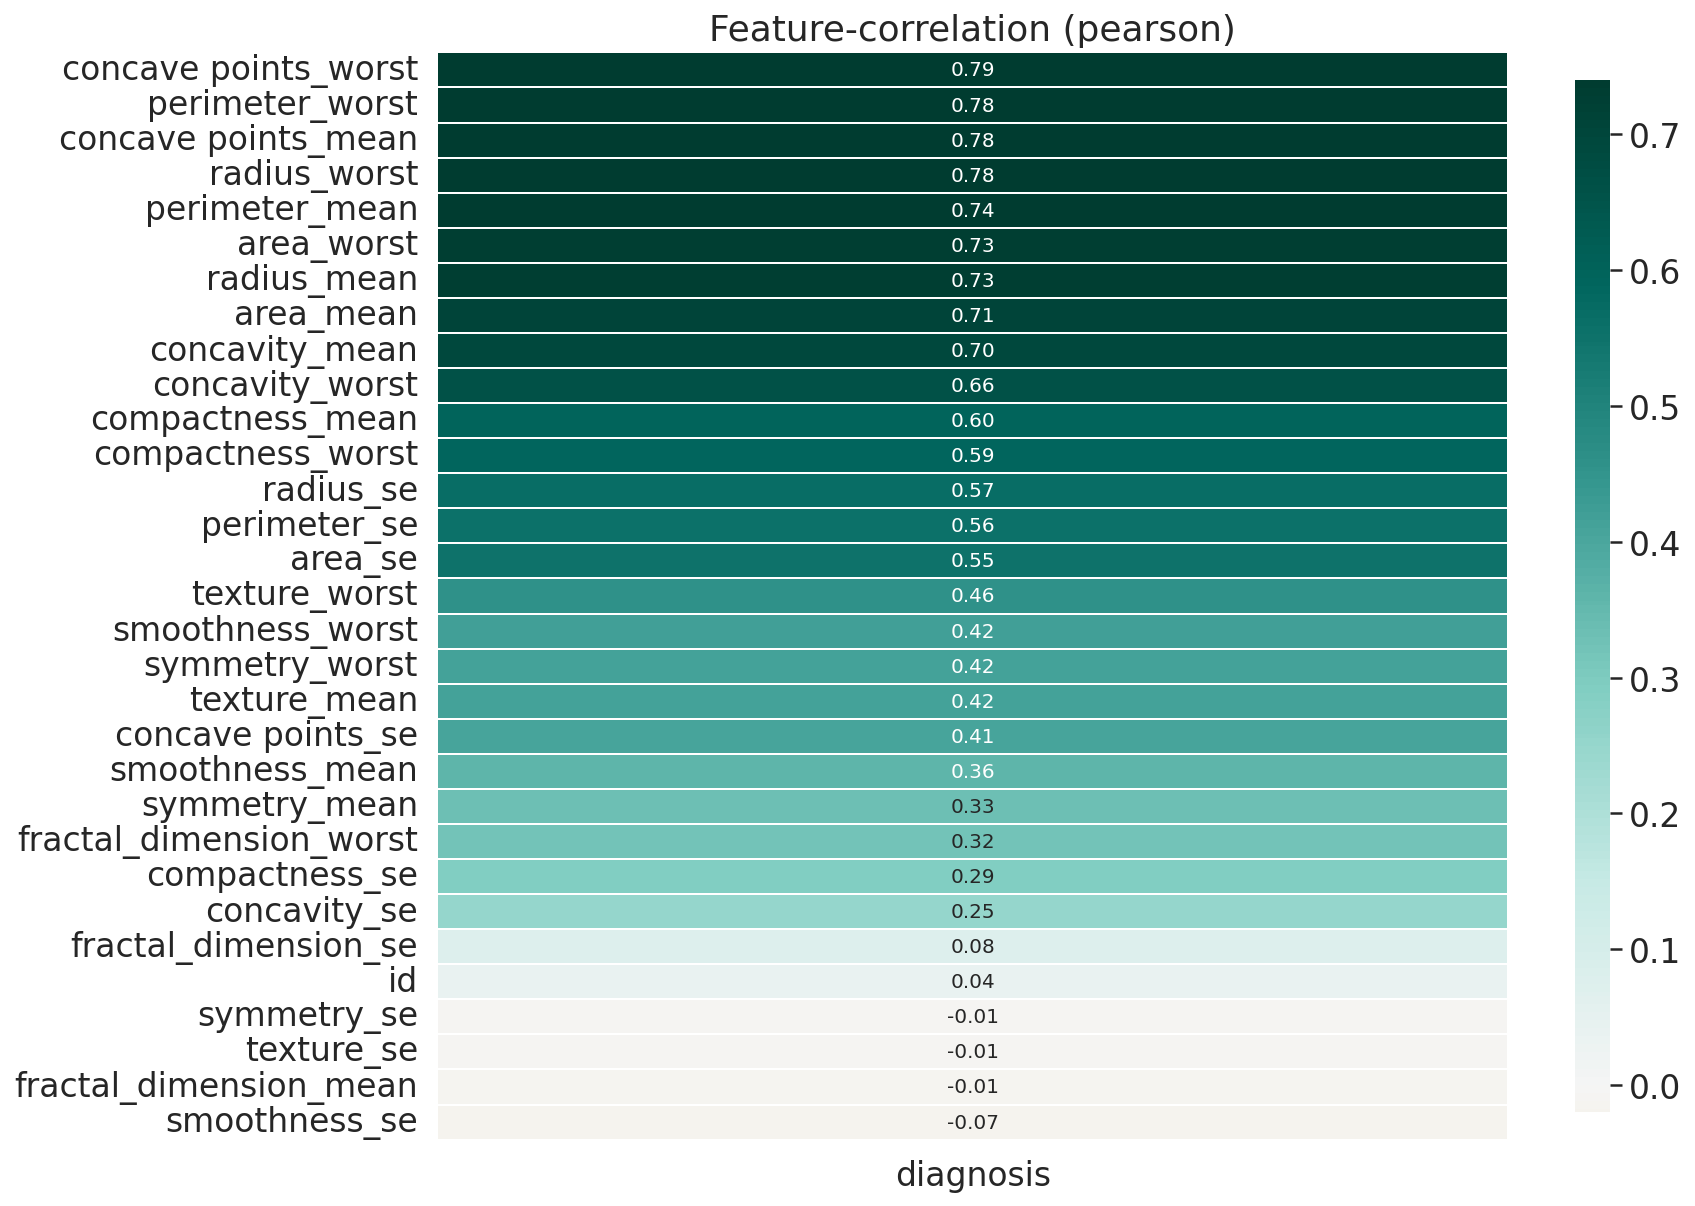 Feature-correlation (pearson)
concave points_worst 0.79
perimeter_worst 0.78
concave points_mean 0.78
radius_worst 0.78
perimeter_mean 0.74
area_worst 0.73
radius_mean 0.73
area_mean 0.71
concavity_mean 0.70
concavity_worst 0.66
compactness_mean 0.60
compactness_worst 0.59
radius_se 0.57
perimeter_se 0.56
area_se 0.55
texture_worst 0.46
smoothness_worst 0.42
symmetry_worst 0.42
texture_mean 0.42
concave points_se 0.41
smoothness_mean 0.36
symmetry_mean 0.33
fractal_dimension_worst 0.32
compactness_se 0.29
concavity_se 0.25
fractal_dimension_se 0.08
id 0.04
symmetry_se -0.01
texture_se -0.01
fractal_dimension_mean -0.01
smoothness_se -0.07
diagnosis
0.7
0.6
0.5
0.4
0.3
0.2
0.1
0.0